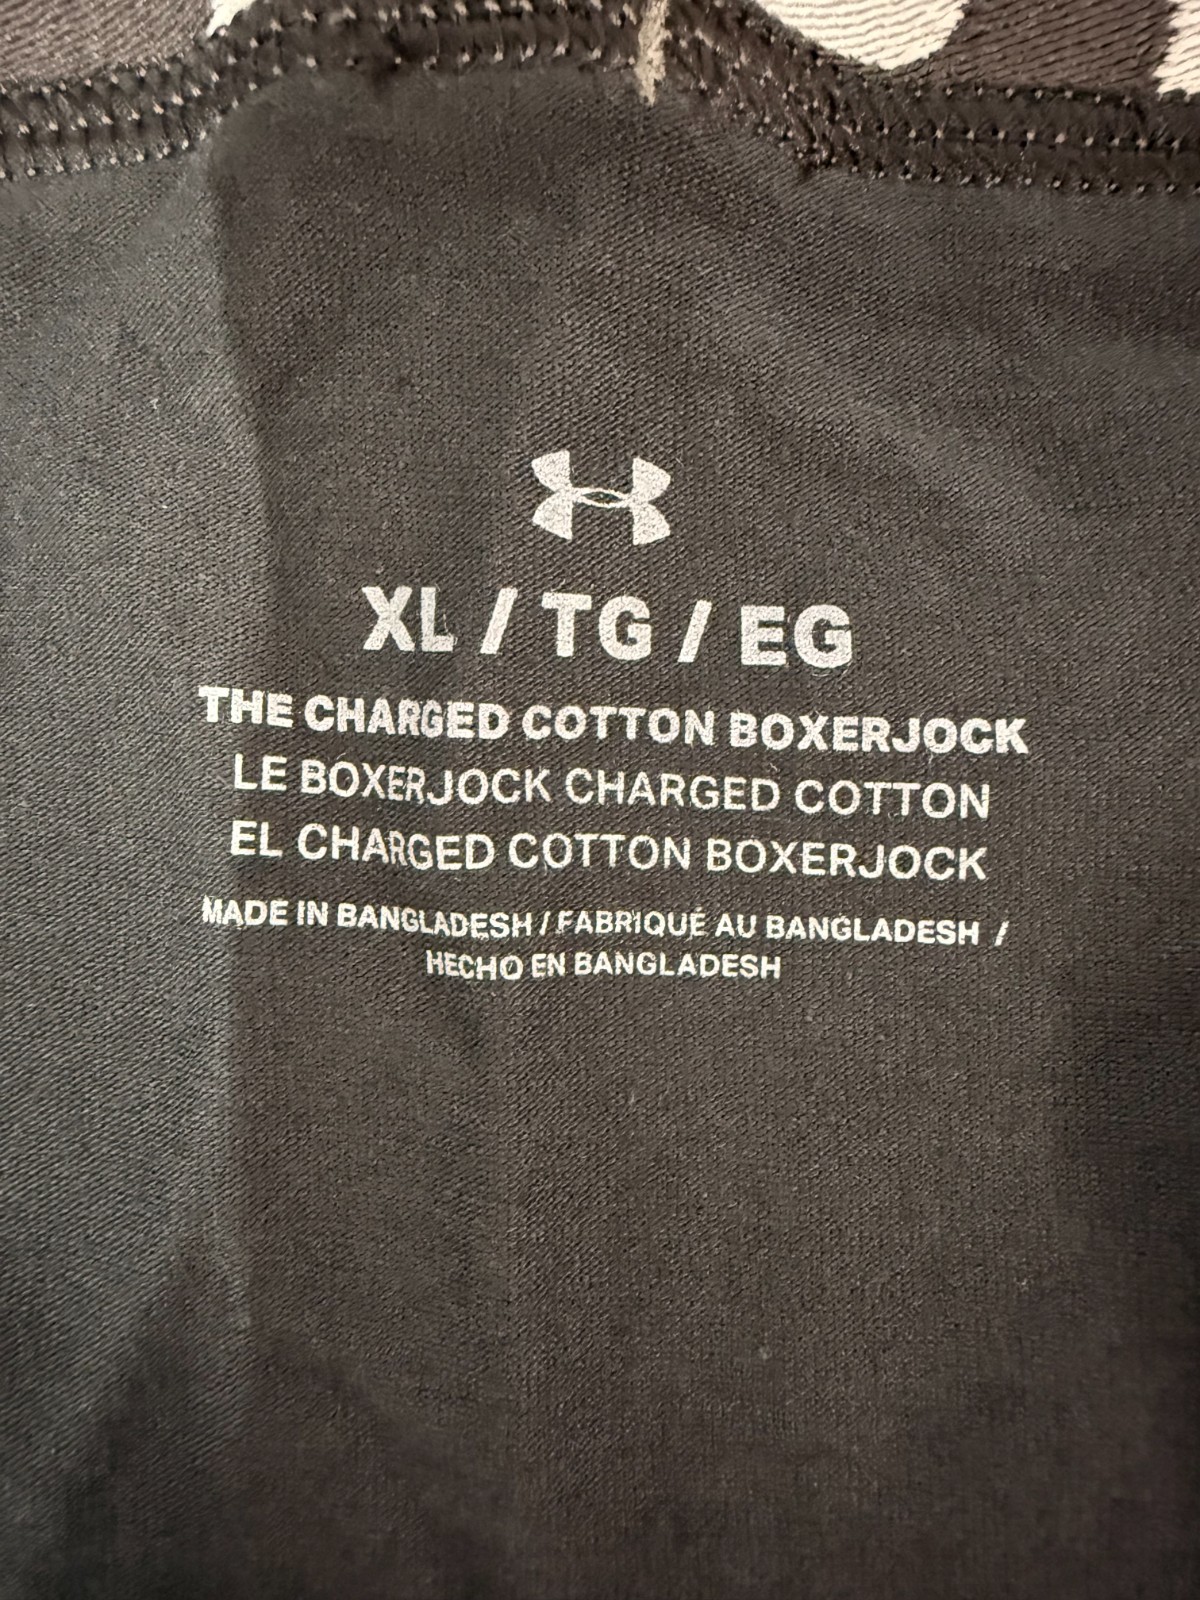 XL / TG / EG
THE CHARGED COTTON BOXERJOCK
LE BOXERJOCK CHARGED COTTON
EL CHARGED COTTON BOXERJOCK
MADE IN BANGLADESH / FABRIQUÉ AU BANGLADESH /
HECHO EN BANGLADESH